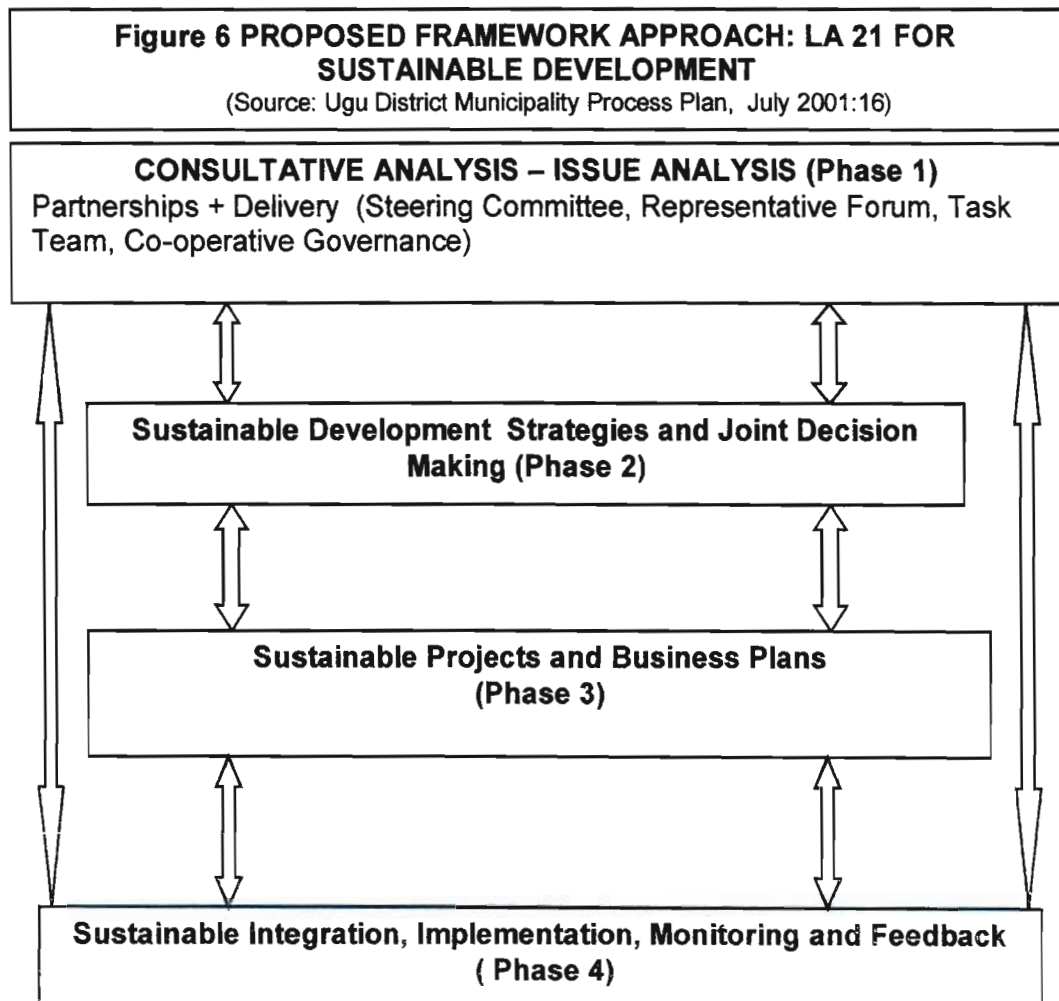 Figure 6 PROPOSED FRAMEWORK APPROACH: LA 21 FOR
SUSTAINABLE DEVELOPMENT
(Source: Ugu District Municipality Process Plan, July 2001:16)
CONSULTATIVE ANALYSIS – ISSUE ANALYSIS (Phase 1)
Partnerships + Delivery (Steering Committee, Representative Forum, Task
Team, Co-operative Governance)
Sustainable Development Strategies and Joint Decision
Making (Phase 2)
Sustainable Projects and Business Plans
(Phase 3)
Sustainable Integration, Implementation, Monitoring and Feedback
( Phase 4)